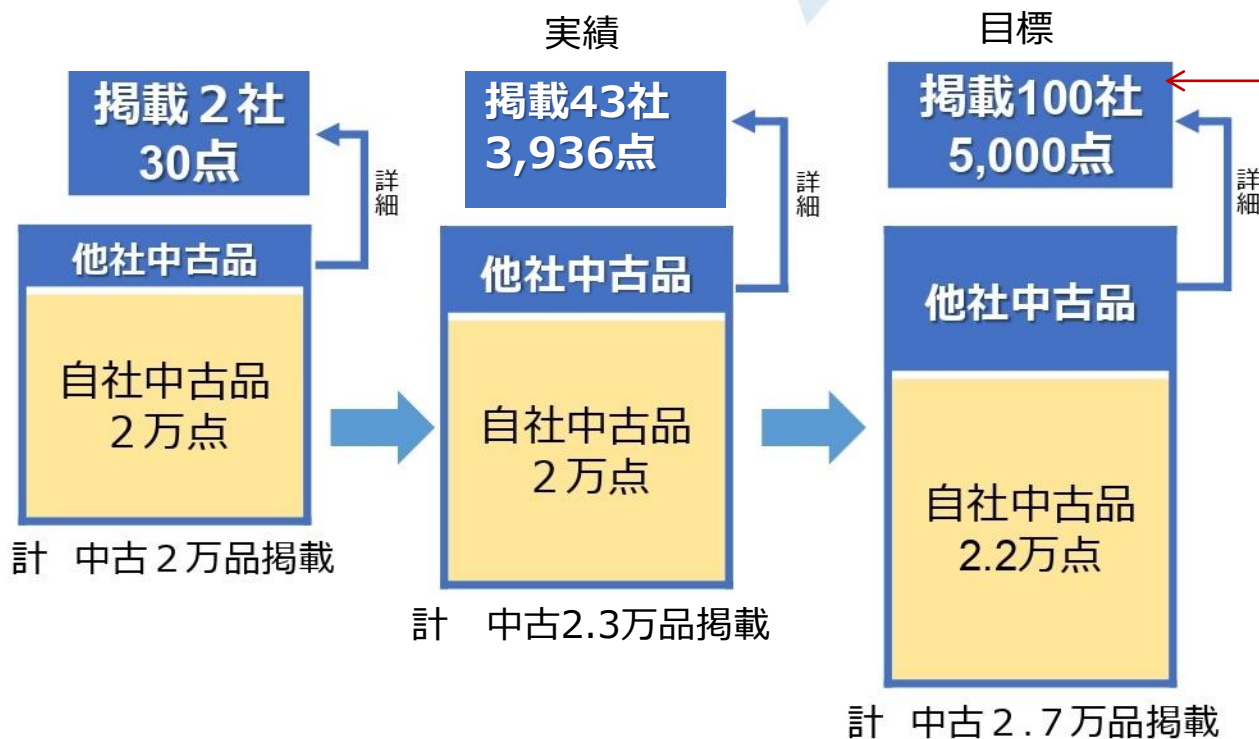 掲載２社
30点
詳細
他社中古品
自社中古品
２万点
計　中古２万品掲載
実績
掲載43社
3,936点
詳細
他社中古品
自社中古品
２万点
計　中古2.3万品掲載
目標
掲載100社
5,000点
詳細
他社中古品
自社中古品
2.2万点
計　中古２.７万品掲載